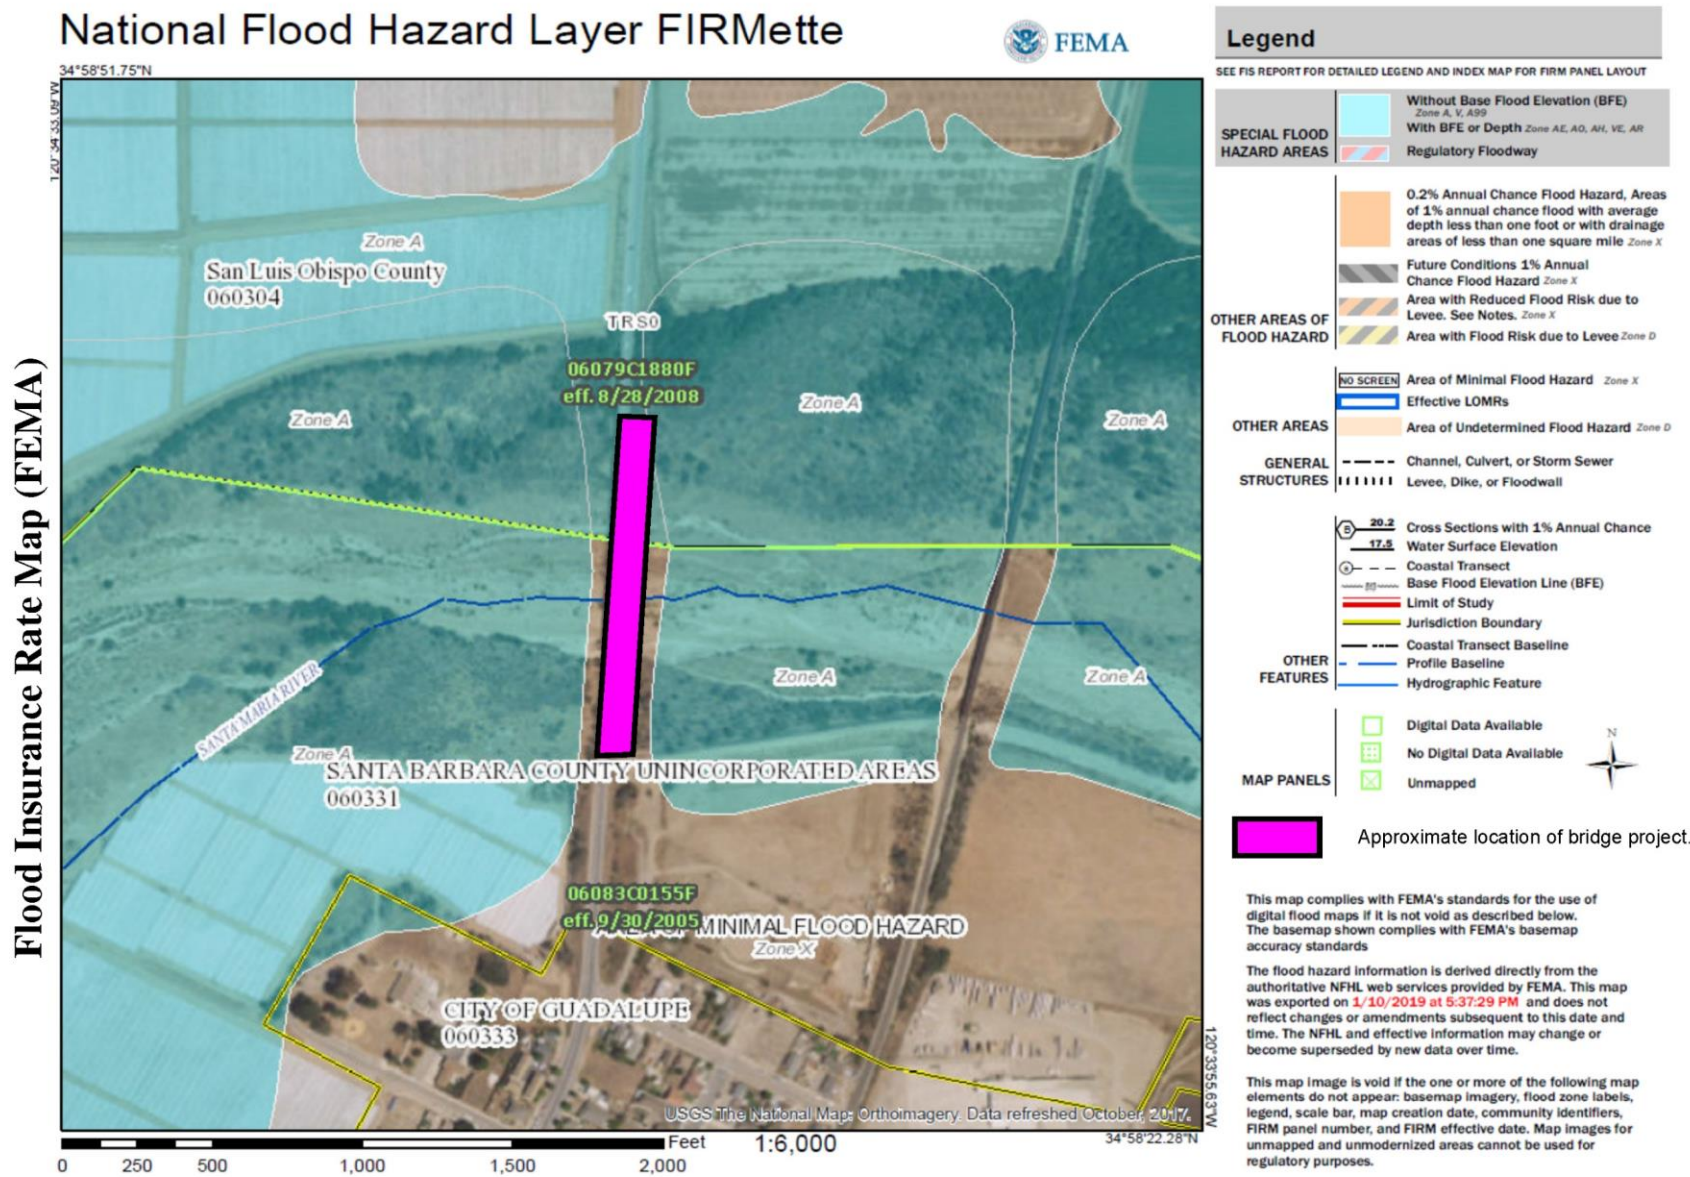 National Flood Hazard Layer FIRMette
FEMA
Flood Insurance Rate Map (FEMA)
34°58'51.75"N
120°34'33.09"W
Zone A
San Luis Obispo County
060304
TRS0
06079C1880F
eff. 8/28/2008
Zone A
Zone A
Zone A
Zone A
Zone A
SANTA MARIA RIVER
Zone A
SANTA BARBARA COUNTY UNINCORPORATED AREAS
060331
06083C0155F
eff. 9/30/2005
MINIMAL FLOOD HAZARD
Zone X
CITY OF GUADALUPE
060333
USGS The National Map: Orthoimagery. Data refreshed October, 2017.
120°33'55.63"W
34°58'22.28"N
Feet
1:6,000
0 250 500 1,000 1,500 2,000
Legend
SEE FIS REPORT FOR DETAILED LEGEND AND INDEX MAP FOR FIRM PANEL LAYOUT
SPECIAL FLOOD
HAZARD AREAS
Without Base Flood Elevation (BFE)
Zone A, V, A99
With BFE or Depth Zone AE, AO, AH, VE, AR
Regulatory Floodway
OTHER AREAS OF
FLOOD HAZARD
0.2% Annual Chance Flood Hazard, Areas
of 1% annual chance flood with average
depth less than one foot or with drainage
areas of less than one square mile Zone X
Future Conditions 1% Annual
Chance Flood Hazard Zone X
Area with Reduced Flood Risk due to
Levee. See Notes. Zone X
Area with Flood Risk due to Levee Zone D
OTHER AREAS
NO SCREEN Area of Minimal Flood Hazard Zone X
Effective LOMRs
Area of Undetermined Flood Hazard Zone D
GENERAL
STRUCTURES
Channel, Culvert, or Storm Sewer
Levee, Dike, or Floodwall
OTHER
FEATURES
B 20.2 Cross Sections with 1% Annual Chance
17.5 Water Surface Elevation
Coastal Transect
Base Flood Elevation Line (BFE)
Limit of Study
Jurisdiction Boundary
Coastal Transect Baseline
Profile Baseline
Hydrographic Feature
MAP PANELS
Digital Data Available
No Digital Data Available
Unmapped
N
Approximate location of bridge project.
This map complies with FEMA's standards for the use of
digital flood maps if it is not void as described below.
The basemap shown complies with FEMA's basemap
accuracy standards
The flood hazard information is derived directly from the
authoritative NFHL web services provided by FEMA. This map
was exported on 1/10/2019 at 5:37:29 PM and does not
reflect changes or amendments subsequent to this date and
time. The NFHL and effective information may change or
become superseded by new data over time.
This map image is void if the one or more of the following map
elements do not appear: basemap imagery, flood zone labels,
legend, scale bar, map creation date, community identifiers,
FIRM panel number, and FIRM effective date. Map images for
unmapped and unmodernized areas cannot be used for
regulatory purposes.